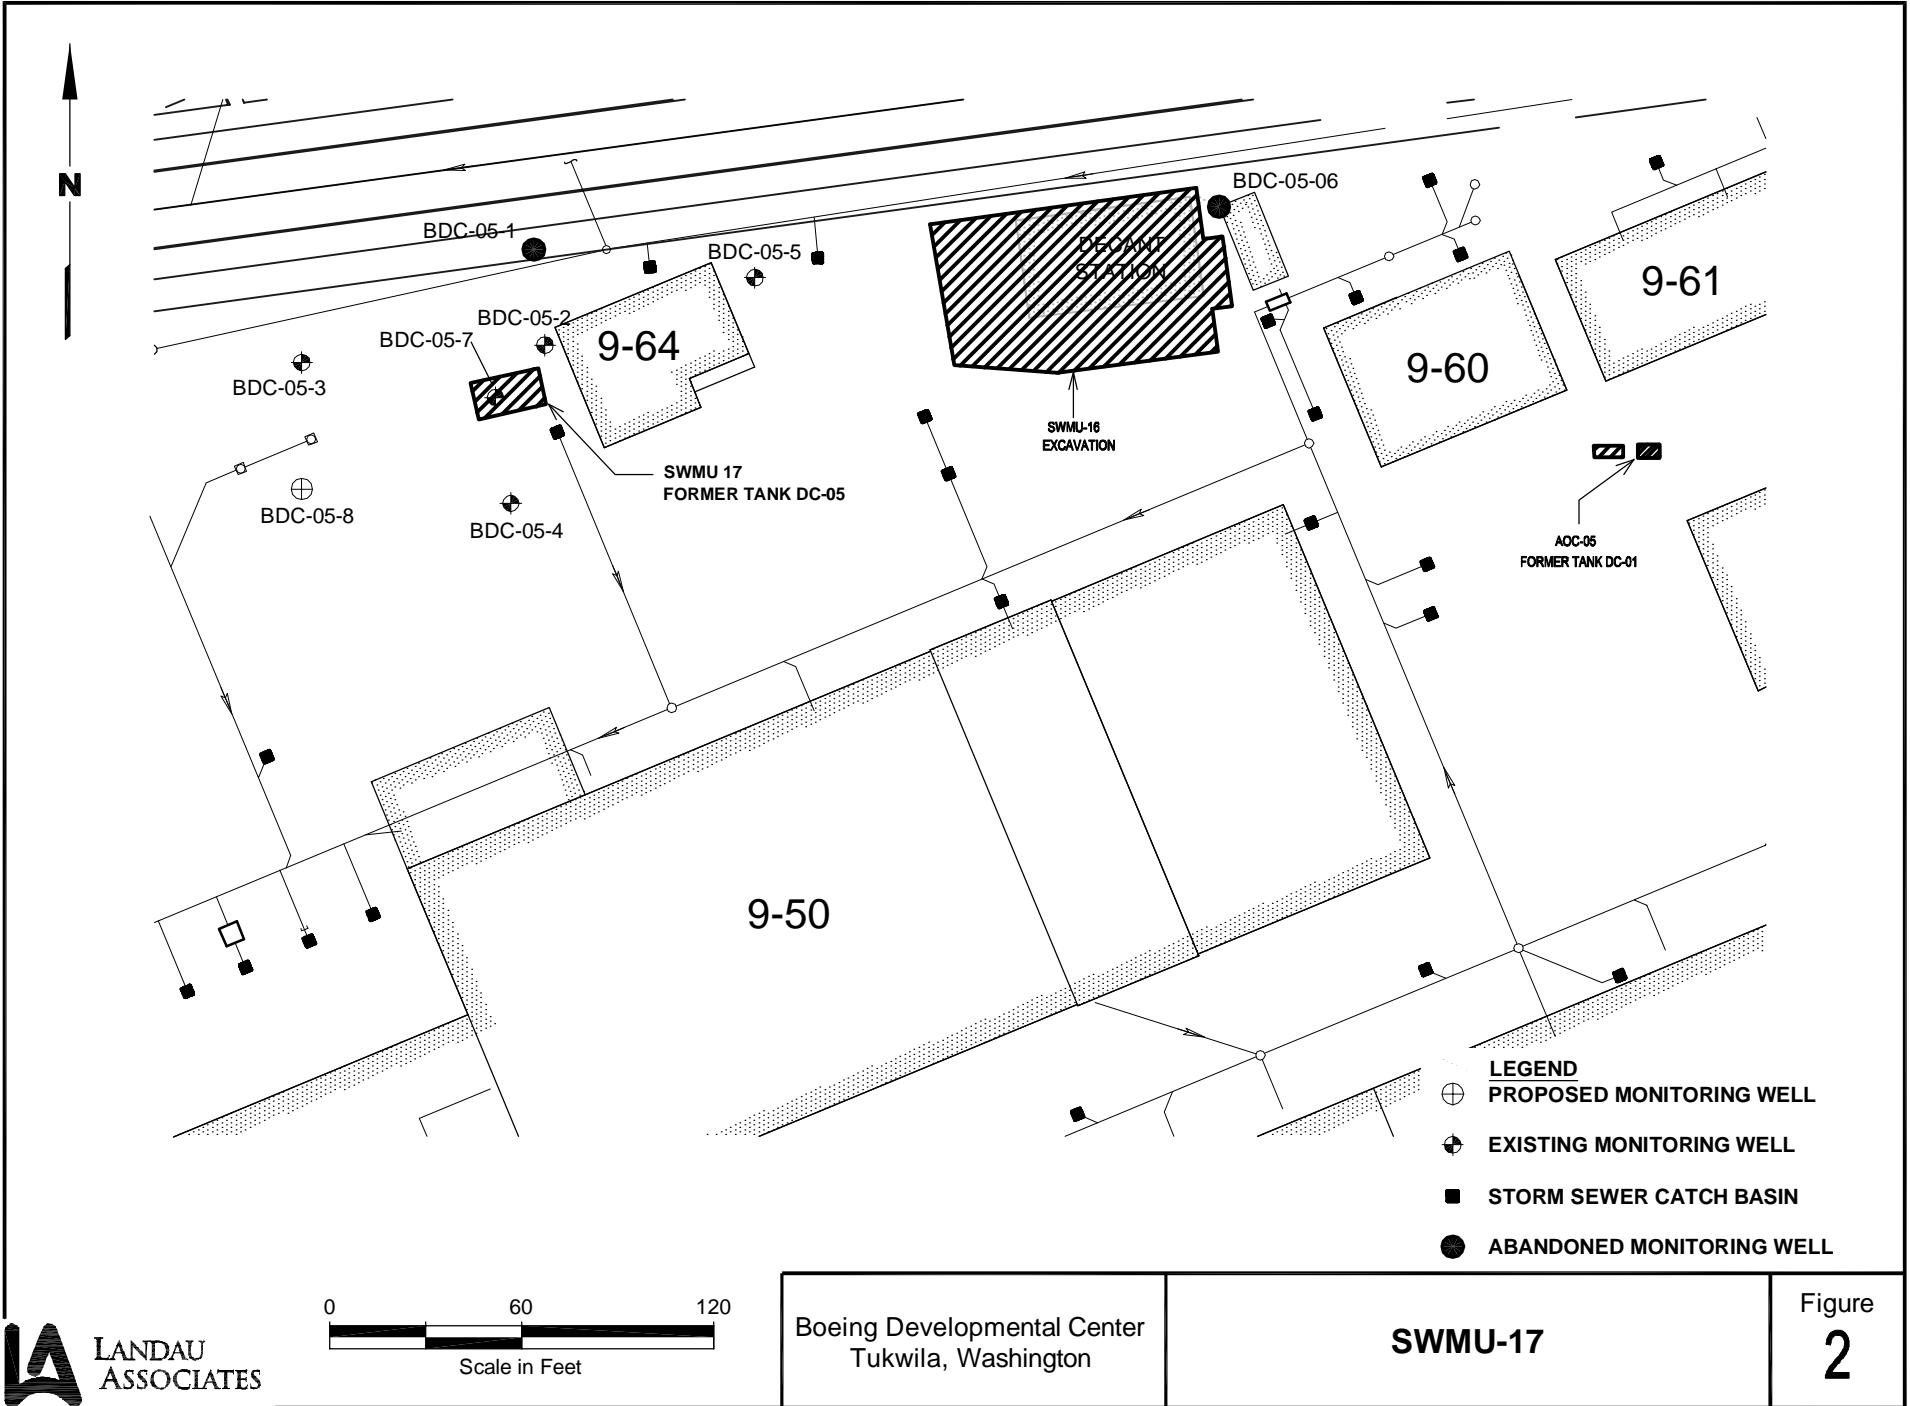 N
BDC-05-06
BDC-05-1
BDC-05-5
DECANT
STATION
9-61
BDC-05-2
BDC-05-7
9-64
9-60
BDC-05-3
SWMU-16
EXCAVATION
SWMU 17
FORMER TANK DC-05
BDC-05-8
BDC-05-4
AOC-05
FORMER TANK DC-01
9-50
LEGEND
PROPOSED MONITORING WELL
EXISTING MONITORING WELL
STORM SEWER CATCH BASIN
ABANDONED MONITORING WELL
0 60 120
Scale in Feet
LANDAU
ASSOCIATES
Boeing Developmental Center
Tukwila, Washington
SWMU-17
Figure
2